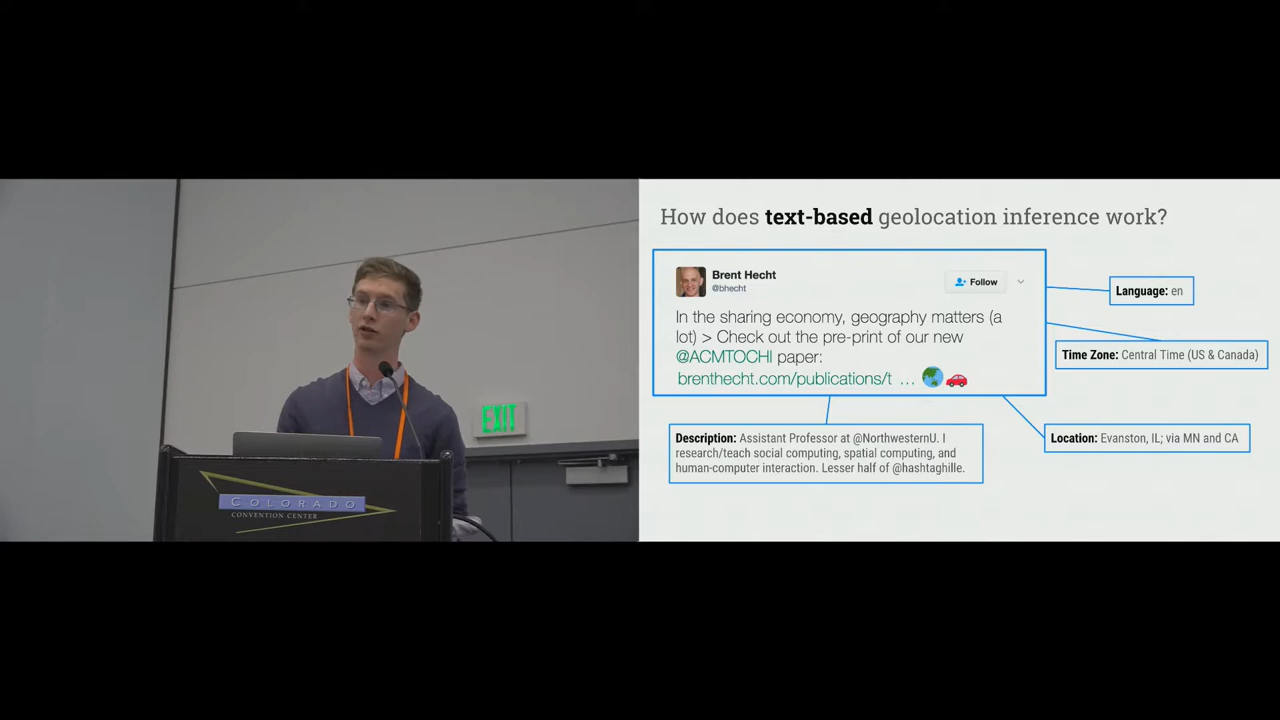 How does text-based geolocation inference work?
Brent Hecht
@bhecht
Follow
In the sharing economy, geography matters (a
lot) > Check out the pre-print of our new
@ACMTOCHI paper:
brenthecht.com/publications/t …
Language: en
Time Zone: Central Time (US & Canada)
Location: Evanston, IL; via MN and CA
Description: Assistant Professor at @NorthwesternU. I
research/teach social computing, spatial computing, and
human-computer interaction. Lesser half of @hashtaghille.
EXIT
COLORADO
CONVENTION CENTER